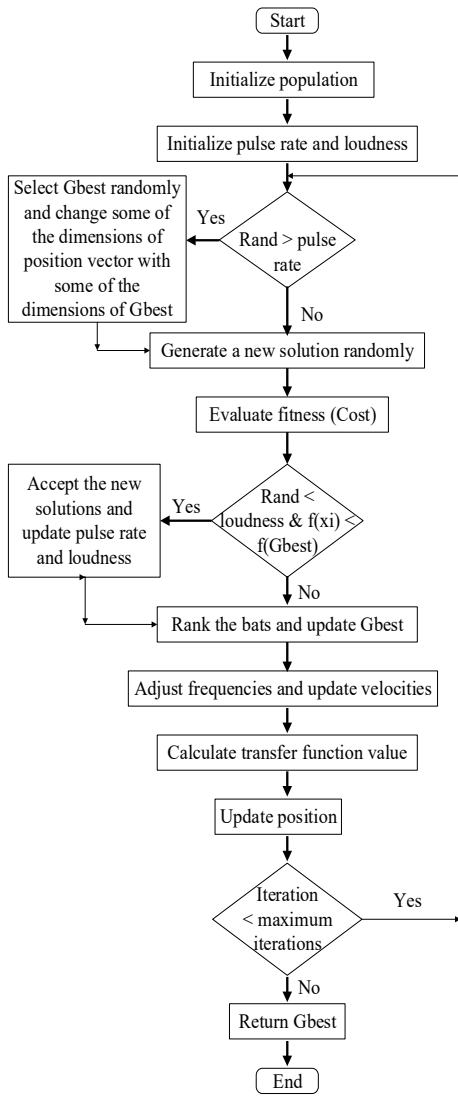 Start
Initialize population
Initialize pulse rate and loudness
Select Gbest randomly
and change some of
the dimensions of
position vector with
some of the
dimensions of Gbest
Yes
Rand > pulse
rate
No
Generate a new solution randomly
Evaluate fitness (Cost)
Accept the new
solutions and
update pulse rate
and loudness
Yes
Rand <
loudness & f(xi) <
f(Gbest)
No
Rank the bats and update Gbest
Adjust frequencies and update velocities
Calculate transfer function value
Update position
Iteration
< maximum
iterations
Yes
No
Return Gbest
End